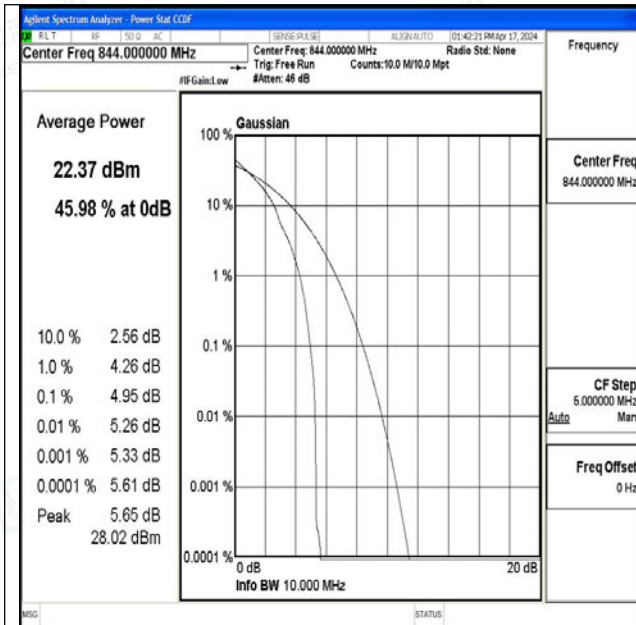 Agilent Spectrum Analyzer - Power Stat CCDF
RL T RF 50 Ω AC SENSE:PULSE ALIGN AUTO 01:42:21 PM Apr 17, 2024
Center Freq 844.000000 MHz
Center Freq: 844.000000 MHz Radio Std: None
Trig: Free Run Counts:10.0 M/10.0 Mpt
#IFGain:Low #Atten: 46 dB
Frequency
Average Power
22.37 dBm
45.98 % at 0dB
10.0 % 2.56 dB
1.0 % 4.26 dB
0.1 % 4.95 dB
0.01 % 5.26 dB
0.001 % 5.33 dB
0.0001 % 5.61 dB
Peak 5.65 dB
28.02 dBm
Gaussian
100 %
10 %
1 %
0.1 %
0.01 %
0.001 %
0.0001 %
0 dB 20 dB
Info BW 10.000 MHz
Center Freq
844.000000 MHz
CF Step
5.000000 MHz
Auto Man
Freq Offset
0 Hz
MSG STATUS